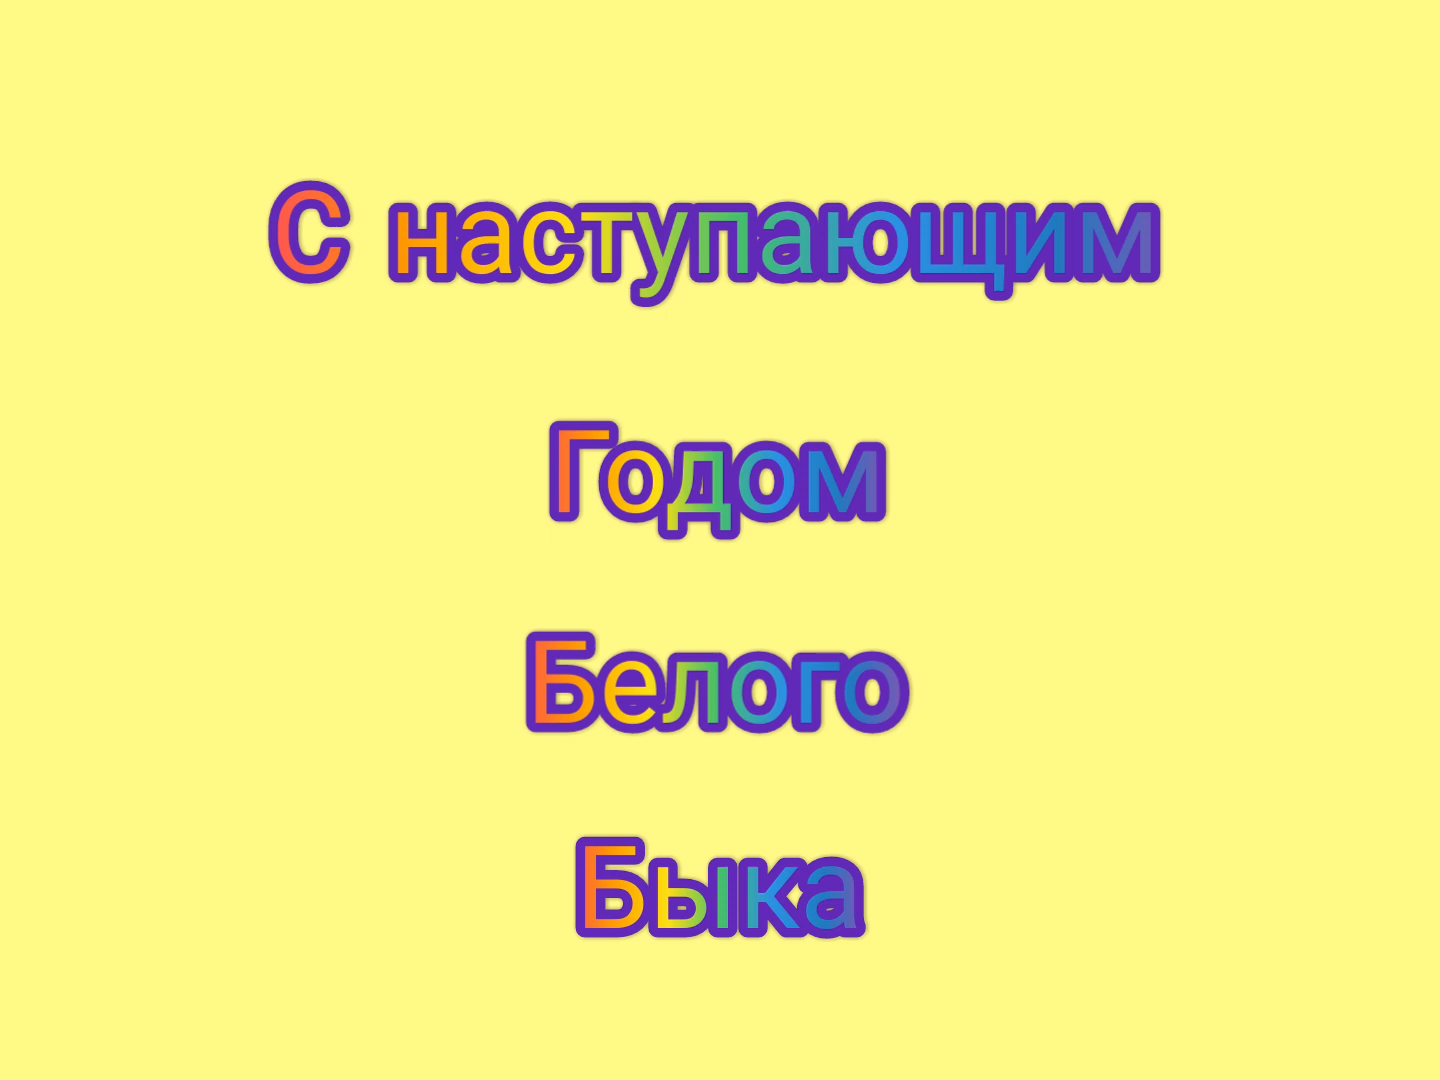 С наступающим
Годом
Белого
Быка